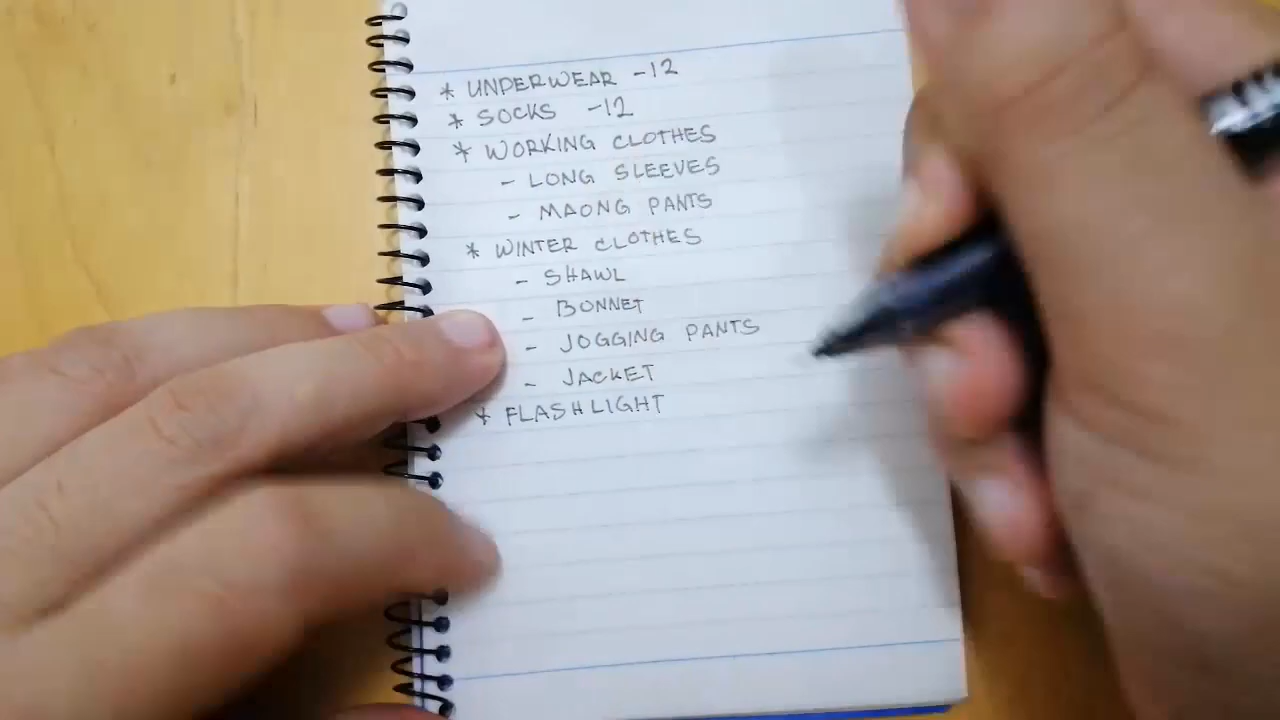 * UNDERWEAR -12
* SOCKS -12
* WORKING CLOTHES
- LONG SLEEVES
- MAONG PANTS
* WINTER CLOTHES
- SHAWL
- BONNET
- JOGGING PANTS
- JACKET
* FLASHLIGHT